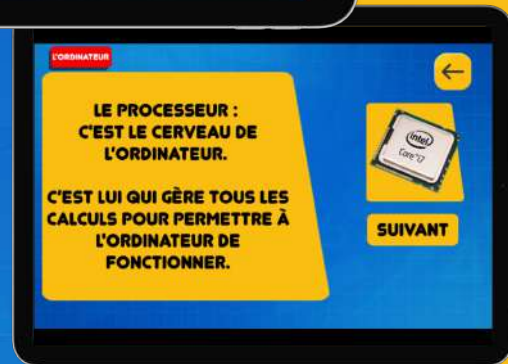 L'ORDINATEUR
LE PROCESSEUR :
C'EST LE CERVEAU DE
L'ORDINATEUR.
C'EST LUI QUI GÈRE TOUS LES
CALCULS POUR PERMETTRE À
L'ORDINATEUR DE
FONCTIONNER.
intel
Core™i7
SUIVANT